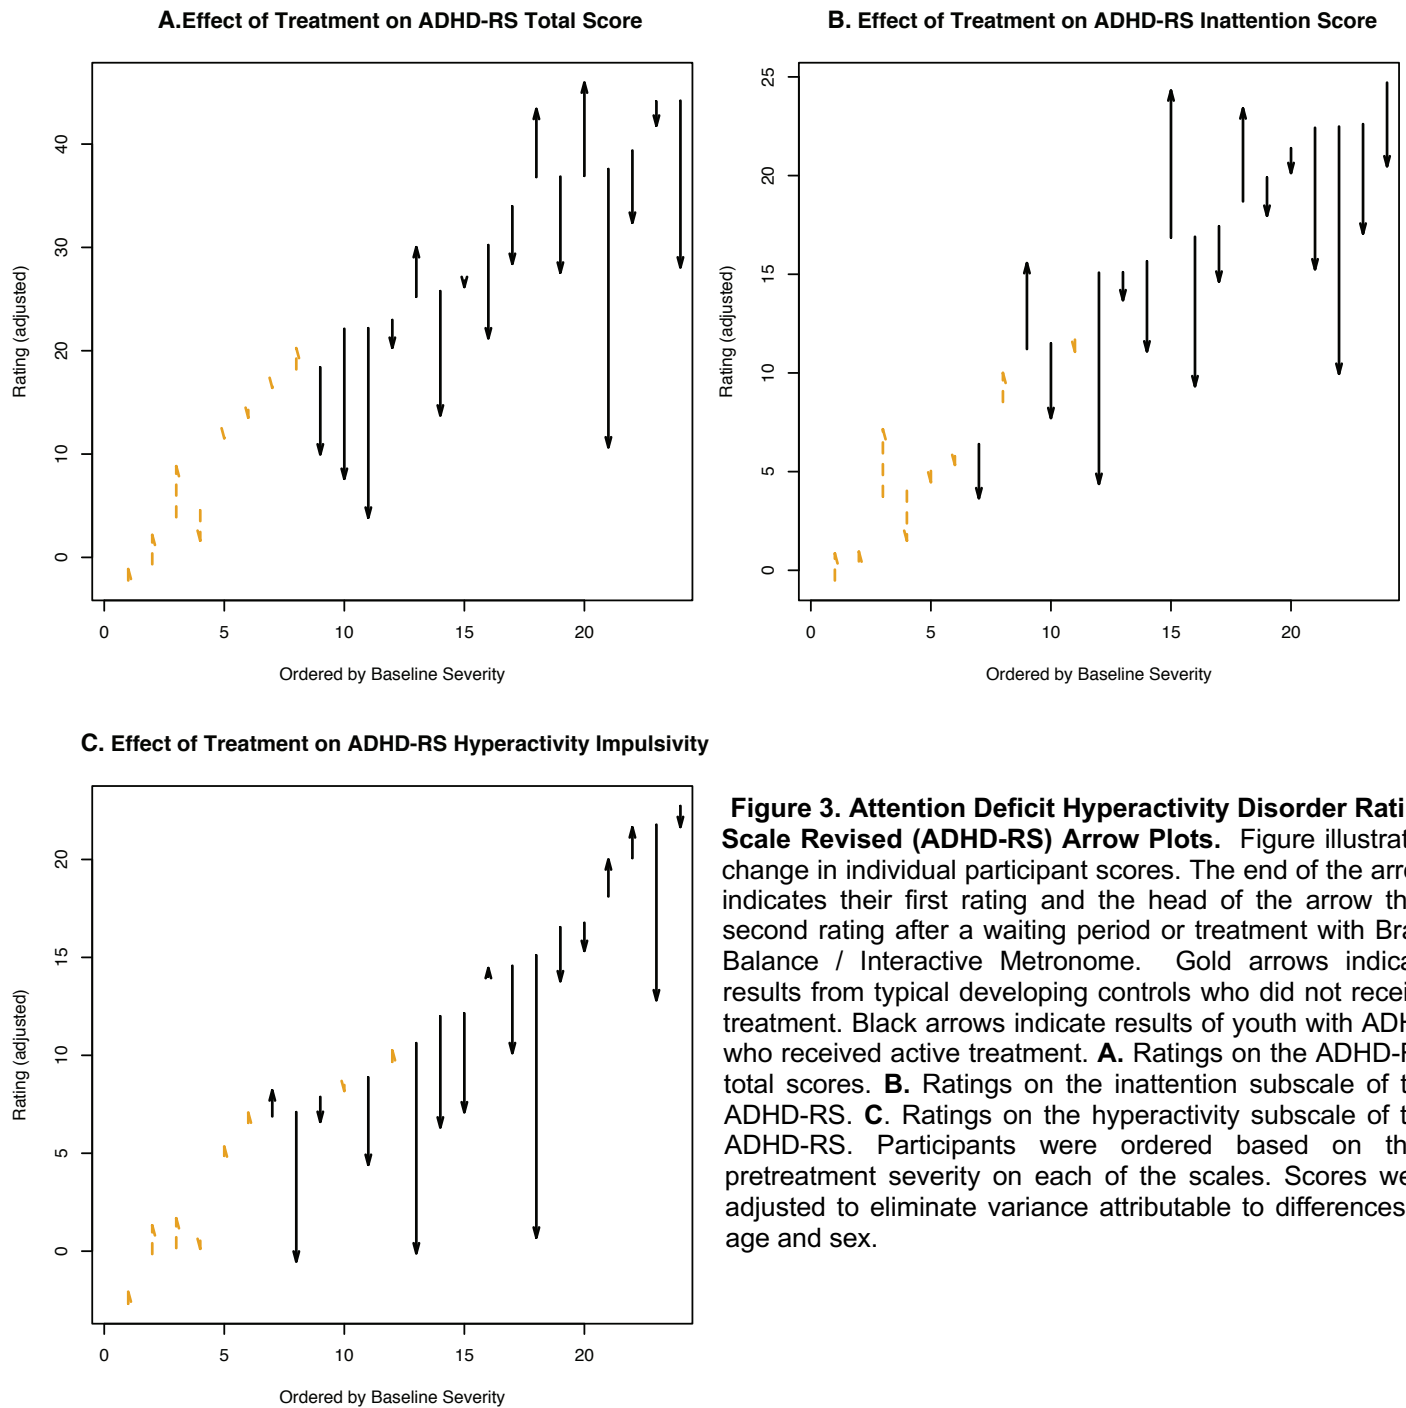 A.Effect of Treatment on ADHD-RS Total Score
40
30
20
10
0
Rating (adjusted)
0 5 10 15 20
Ordered by Baseline Severity
B. Effect of Treatment on ADHD-RS Inattention Score
25
20
15
10
5
0
Rating (adjusted)
0 5 10 15 20
Ordered by Baseline Severity
C. Effect of Treatment on ADHD-RS Hyperactivity Impulsivity
20
15
10
5
0
Rating (adjusted)
0 5 10 15 20
Ordered by Baseline Severity
Figure 3. Attention Deficit Hyperactivity Disorder Rati
Scale Revised (ADHD-RS) Arrow Plots. Figure illustrat
change in individual participant scores. The end of the arro
indicates their first rating and the head of the arrow th
second rating after a waiting period or treatment with Bra
Balance / Interactive Metronome. Gold arrows indica
results from typical developing controls who did not recei
treatment. Black arrows indicate results of youth with ADH
who received active treatment. A. Ratings on the ADHD-R
total scores. B. Ratings on the inattention subscale of t
ADHD-RS. C. Ratings on the hyperactivity subscale of t
ADHD-RS. Participants were ordered based on the
pretreatment severity on each of the scales. Scores we
adjusted to eliminate variance attributable to differences
age and sex.